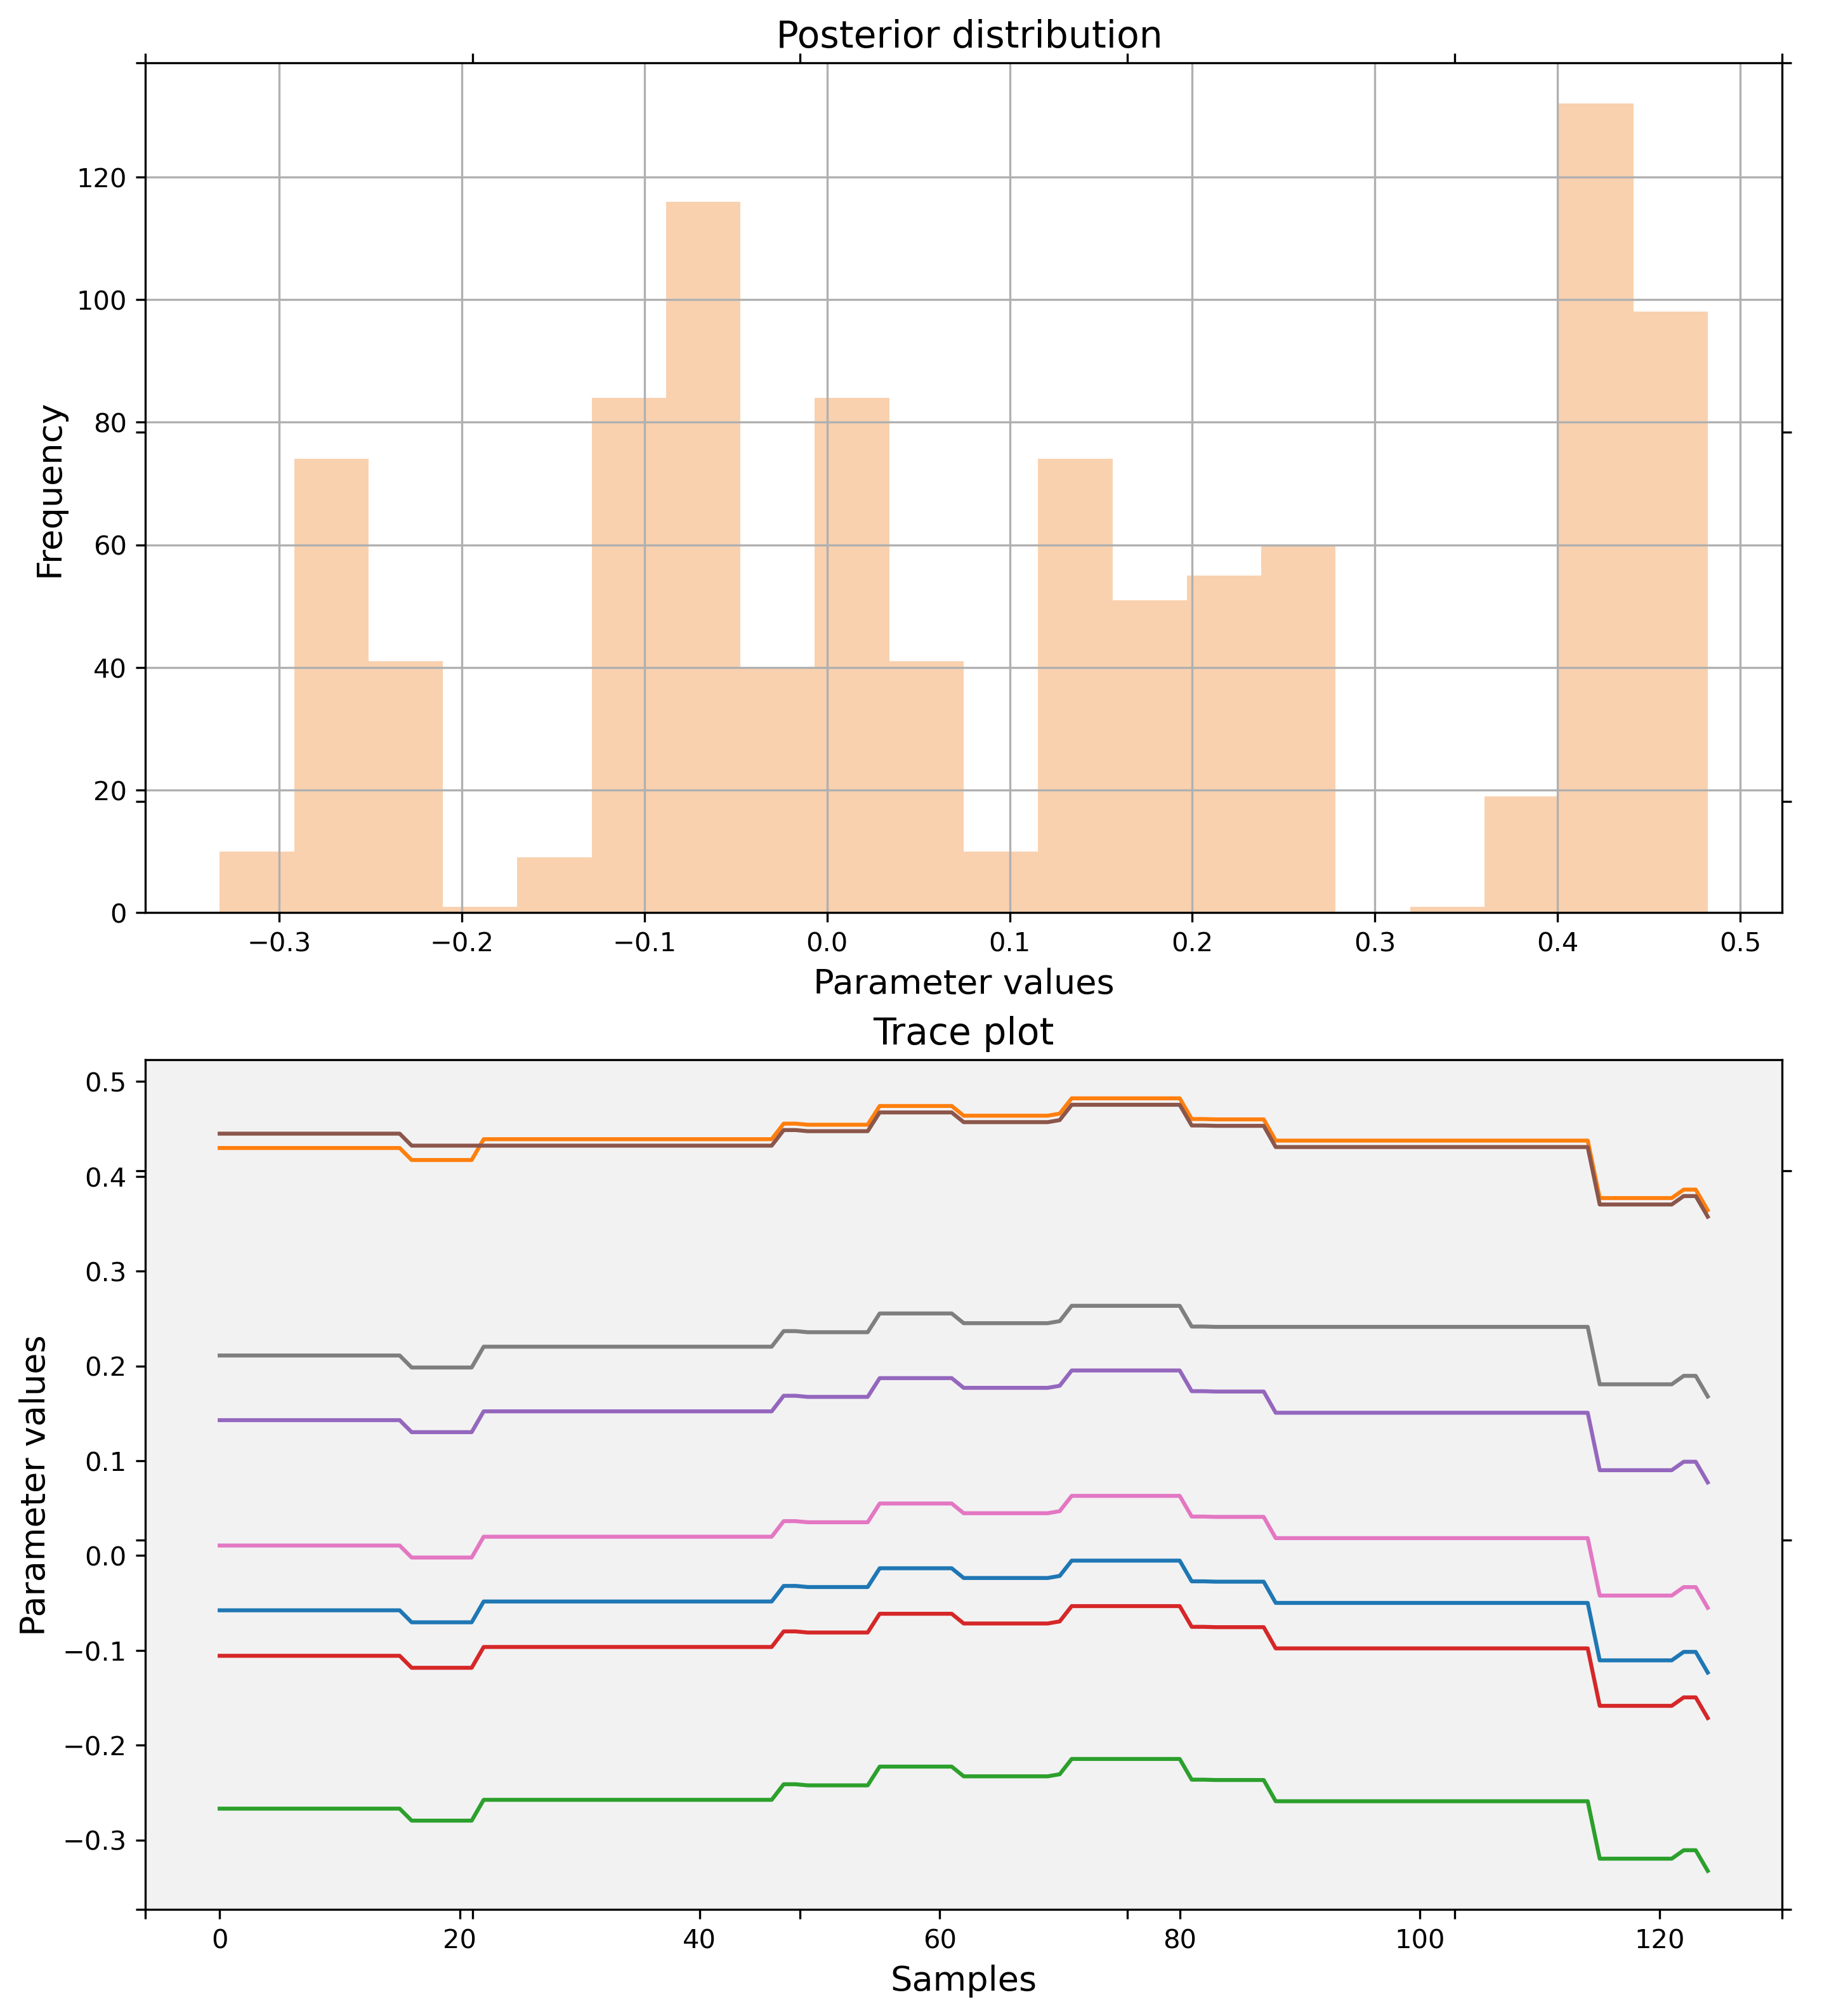 Posterior distribution
120
100
80
60
40
20
0
Frequency
−0.3 −0.2 −0.1 0.0 0.1 0.2 0.3 0.4 0.5
Parameter values
Trace plot
0.5
0.4
0.3
0.2
0.1
0.0
−0.1
−0.2
−0.3
Parameter values
0 20 40 60 80 100 120
Samples